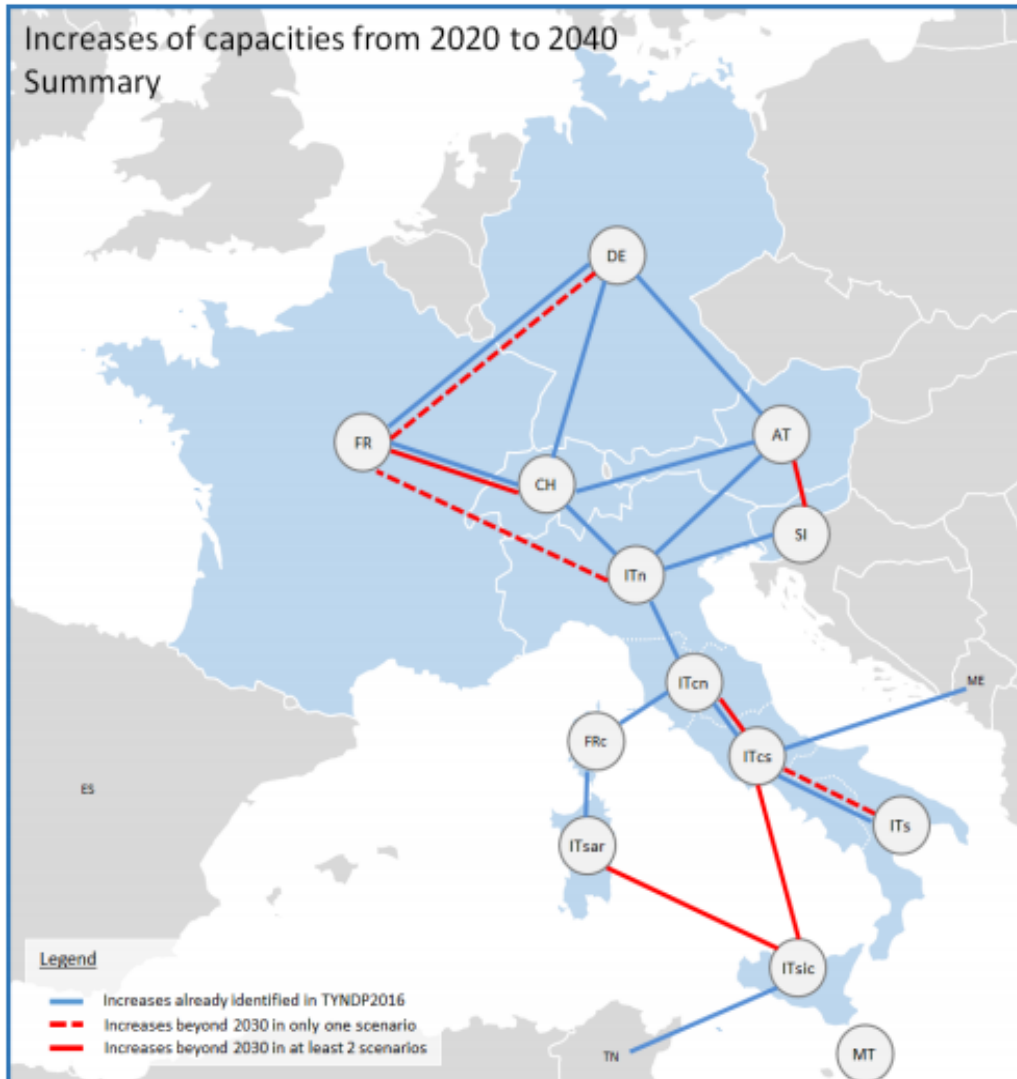 Increases of capacities from 2020 to 2040
Summary
DE
FR
AT
CH
SI
ITn
ITcn
ME
FRc
ITcs
ES
ITs
ITsar
Legend
ITsic
Increases already identified in TYNDP2016
Increases beyond 2030 in only one scenario
Increases beyond 2030 in at least 2 scenarios
TN
MT